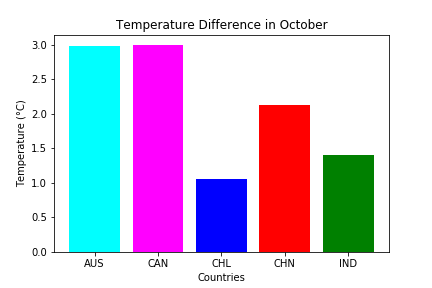 Temperature Difference in October
Temperature (°C)
3.0
2.5
2.0
1.5
1.0
0.5
0.0
AUS CAN CHL CHN IND
Countries